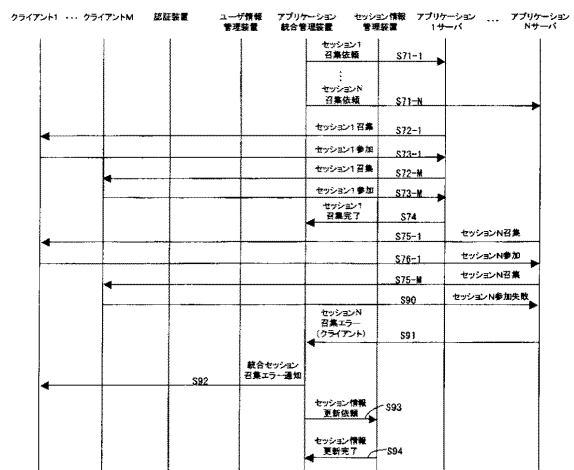 クライアント1 ・・・ クライアントM 認証装置 ユーザ情報 アプリケーション セッション情報 アプリケーション ・・・ アプリケーション
管理装置 統合管理装置 管理装置 1サーバ Nサーバ
セッション1
召集依頼 S71-1
⋮
セッションN
召集依頼 S71-N
セッション1召集 S72-1
セッション1参加 S73-1
セッション1召集 S72-M
セッション1参加 S73-M
セッション1
召集完了 S74
S75-1 セッションN召集
S76-1 セッションN参加
S75-M セッションN召集
S90 セッションN参加失敗
セッションN
召集エラー
(クライアント) S91
統合セッション
S92 召集エラー通知
セッション情報
更新依頼 S93
セッション情報
更新完了 S94